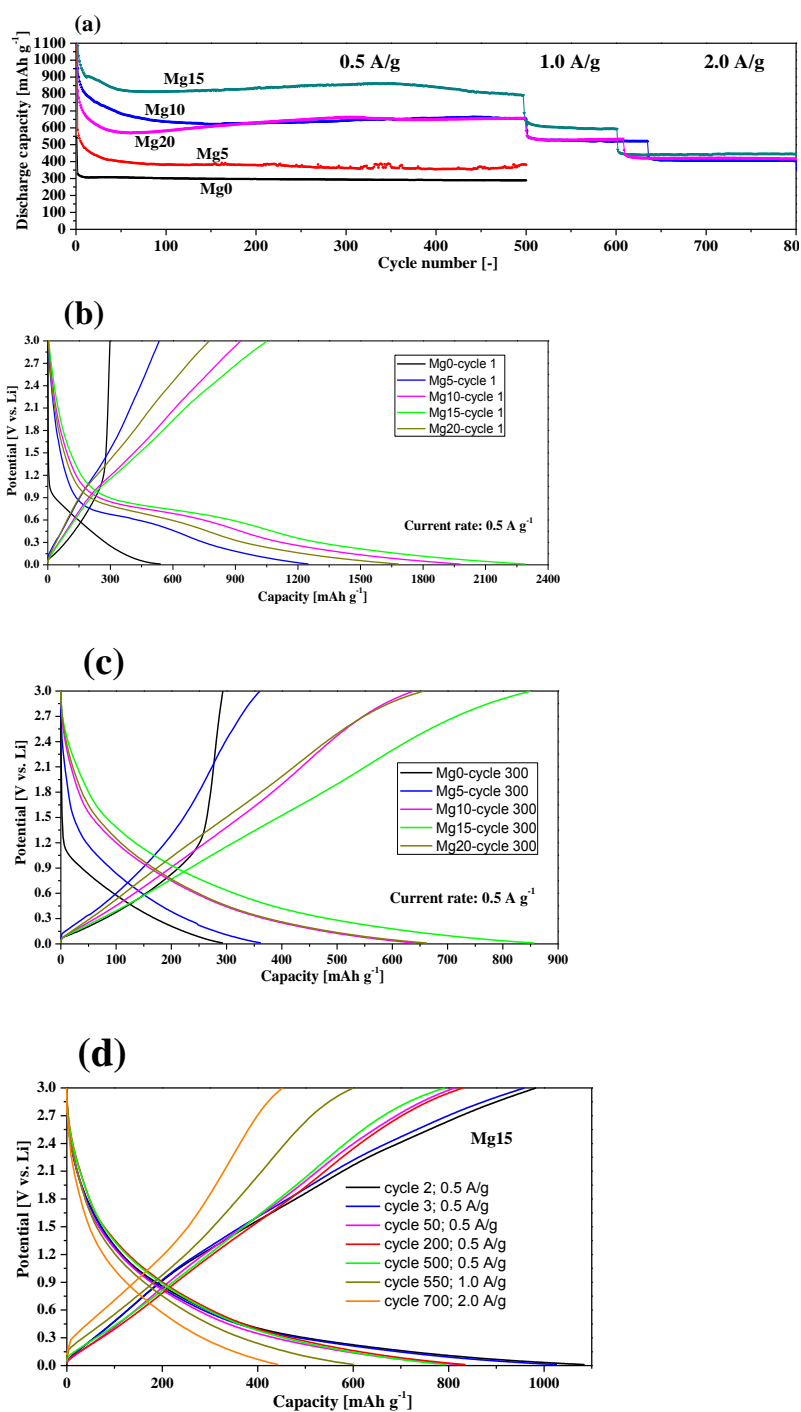 (a)
1100
1000
900
800
700
600
500
400
300
200
100
0
Discharge capacity [mAh g-1]
0.5 A/g 1.0 A/g 2.0 A/g
Mg15
Mg10
Mg20
Mg5
Mg0
0 100 200 300 400 500 600 700 80
Cycle number [-]
(b)
3.0
2.7
2.4
2.1
1.8
1.5
1.2
0.9
0.6
0.3
0.0
Potential [V vs. Li]
Mg0-cycle 1
Mg5-cycle 1
Mg10-cycle 1
Mg15-cycle 1
Mg20-cycle 1
Current rate: 0.5 A g-1
0 300 600 900 1200 1500 1800 2100 2400
Capacity [mAh g-1]
(c)
3.0
2.7
2.4
2.1
1.8
1.5
1.2
0.9
0.6
0.3
0.0
Potential [V vs. Li]
Mg0-cycle 300
Mg5-cycle 300
Mg10-cycle 300
Mg15-cycle 300
Mg20-cycle 300
Current rate: 0.5 A g-1
0 100 200 300 400 500 600 700 800 900
Capacity [mAh g-1]
(d)
3.0
2.7
2.4
2.1
1.8
1.5
1.2
0.9
0.6
0.3
0.0
Potential [V vs. Li]
Mg15
cycle 2; 0.5 A/g
cycle 3; 0.5 A/g
cycle 50; 0.5 A/g
cycle 200; 0.5 A/g
cycle 500; 0.5 A/g
cycle 550; 1.0 A/g
cycle 700; 2.0 A/g
0 200 400 600 800 1000
Capacity [mAh g-1]